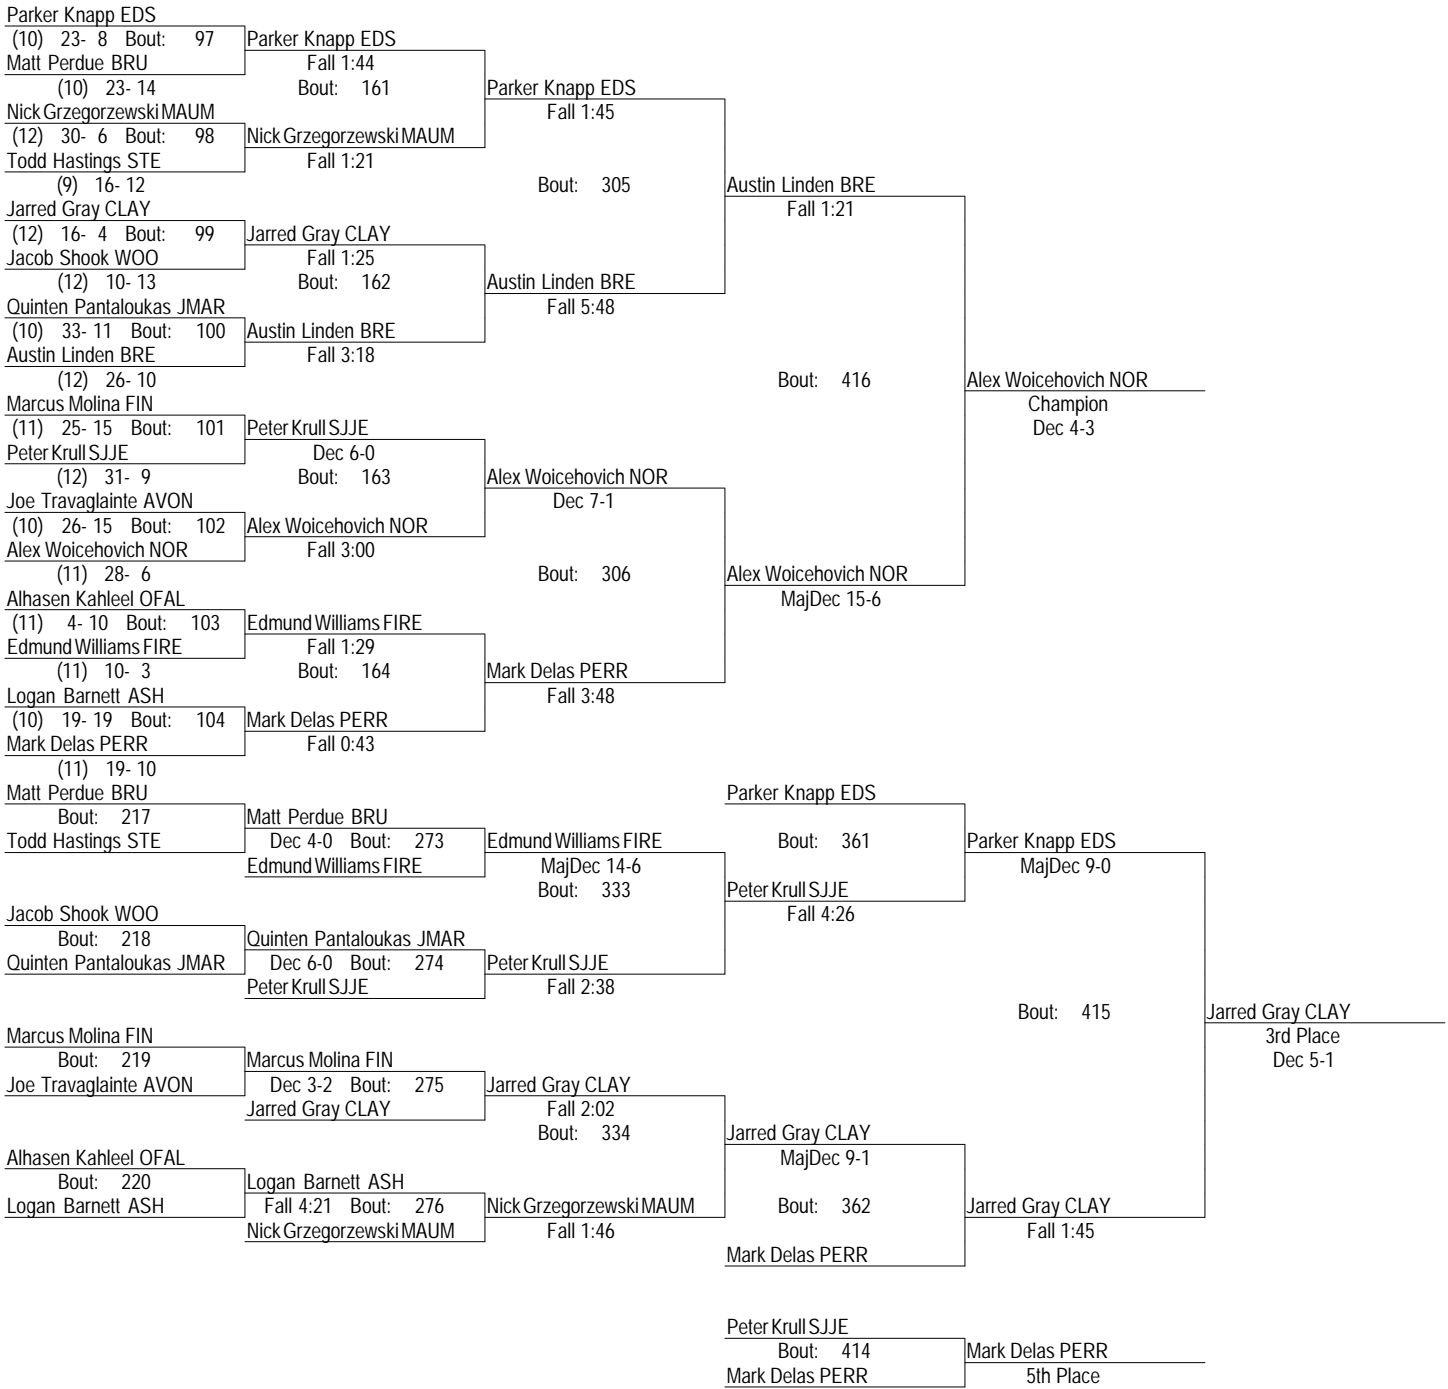 Parker Knapp EDS
(10) 23- 8 Bout: 97 Parker Knapp EDS
Matt Perdue BRU Fall 1:44
(10) 23- 14 Bout: 161 Parker Knapp EDS
Nick Grzegorzewski MAUM Fall 1:45
(12) 30- 6 Bout: 98 Nick Grzegorzewski MAUM
Todd Hastings STE Fall 1:21
(9) 16- 12 Bout: 305 Austin Linden BRE
Jarred Gray CLAY Fall 1:21
(12) 16- 4 Bout: 99 Jarred Gray CLAY
Jacob Shook WOO Fall 1:25
(12) 10- 13 Bout: 162 Austin Linden BRE
Quinten Pantaloukas JMAR Fall 5:48
(10) 33- 11 Bout: 100 Austin Linden BRE
Austin Linden BRE Fall 3:18
(12) 26- 10 Bout: 416 Alex Woicehovich NOR
Marcus Molina FIN Champion
(11) 25- 15 Bout: 101 Peter Krull SJJE Dec 4-3
Peter Krull SJJE Dec 6-0
(12) 31- 9 Bout: 163 Alex Woicehovich NOR
Joe Travaglainte AVON Dec 7-1
(10) 26- 15 Bout: 102 Alex Woicehovich NOR
Alex Woicehovich NOR Fall 3:00
(11) 28- 6 Bout: 306 Alex Woicehovich NOR
Alhasen Kahleel OFAL MajDec 15-6
(11) 4- 10 Bout: 103 Edmund Williams FIRE
Edmund Williams FIRE Fall 1:29
(11) 10- 3 Bout: 164 Mark Delas PERR
Logan Barnett ASH Fall 3:48
(10) 19- 19 Bout: 104 Mark Delas PERR
Mark Delas PERR Fall 0:43
(11) 19- 10
Matt Perdue BRU Parker Knapp EDS
Bout: 217 Matt Perdue BRU
Todd Hastings STE Dec 4-0 Bout: 273 Edmund Williams FIRE Bout: 361 Parker Knapp EDS
Edmund Williams FIRE MajDec 14-6 MajDec 9-0
Bout: 333 Peter Krull SJJE
Jacob Shook WOO Fall 4:26
Bout: 218 Quinten Pantaloukas JMAR
Quinten Pantaloukas JMAR Dec 6-0 Bout: 274 Peter Krull SJJE
Peter Krull SJJE Fall 2:38
Bout: 415 Jarred Gray CLAY
Marcus Molina FIN 3rd Place
Bout: 219 Marcus Molina FIN Dec 5-1
Joe Travaglainte AVON Dec 3-2 Bout: 275 Jarred Gray CLAY
Jarred Gray CLAY Fall 2:02
Bout: 334 Jarred Gray CLAY
Alhasen Kahleel OFAL MajDec 9-1
Bout: 220 Logan Barnett ASH
Logan Barnett ASH Fall 4:21 Bout: 276 Nick Grzegorzewski MAUM Bout: 362 Jarred Gray CLAY
Nick Grzegorzewski MAUM Fall 1:46 Fall 1:45
Mark Delas PERR
Peter Krull SJJE
Bout: 414 Mark Delas PERR
Mark Delas PERR 5th Place